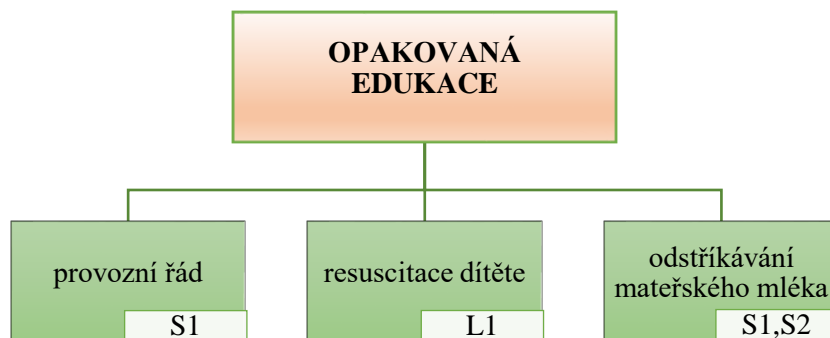 OPAKOVANÁ
EDUKACE
provozní řád
S1
resuscitace dítěte
L1
odstříkávání
mateřského mléka
S1,S2